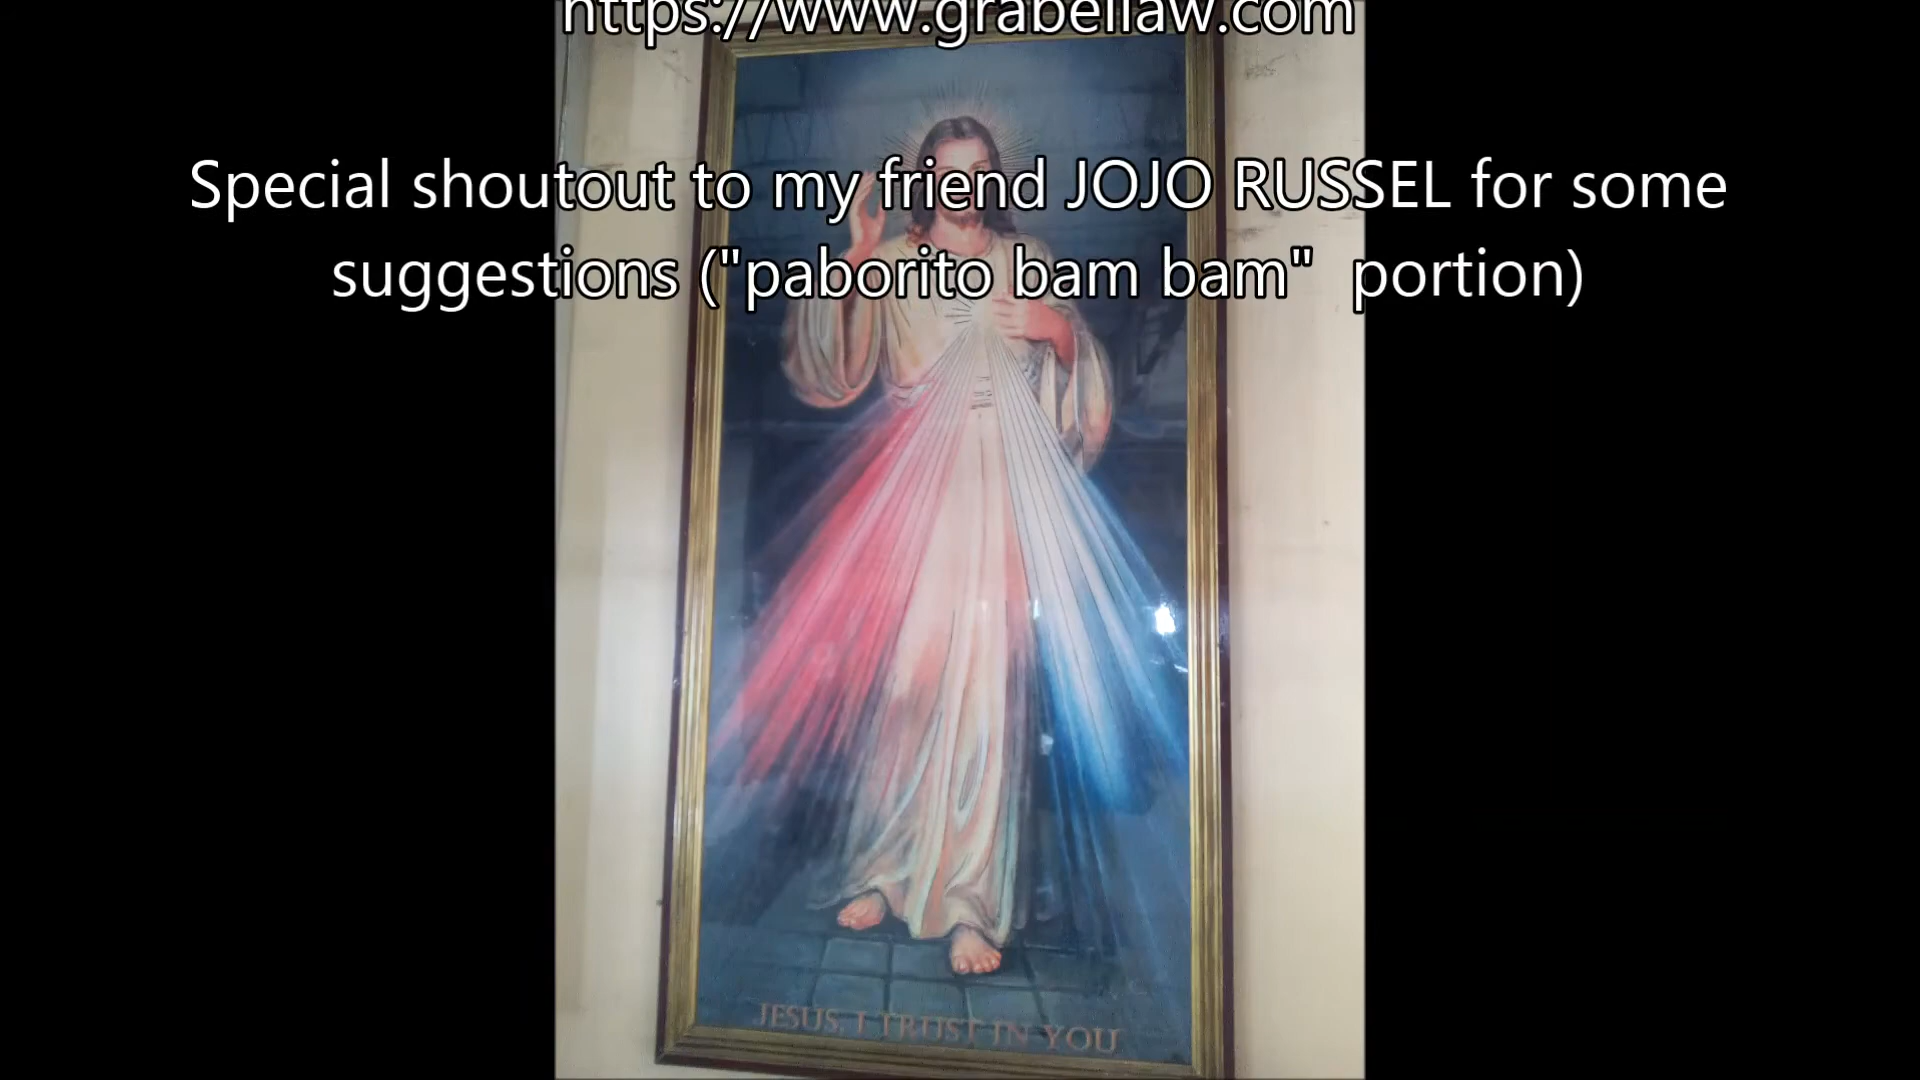 https://www.grabellaw.com
Special shoutout to my friend JOJO RUSSEL for some
suggestions ("paborito bam bam"  portion)
JESUS, I TRUST IN YOU